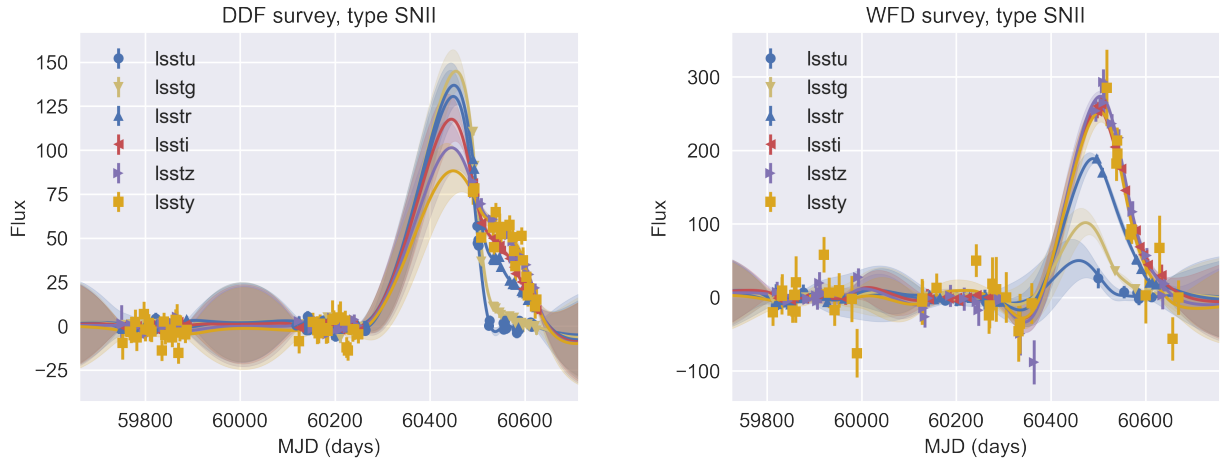 DDF survey, type SNII
150
125
100
75
50
25
0
−25
Flux
lsstu
lsstg
lsstr
lssti
lsstz
lssty
59800 60000 60200 60400 60600
MJD (days)
WFD survey, type SNII
300
200
100
0
−100
Flux
lsstu
lsstg
lsstr
lssti
lsstz
lssty
59800 60000 60200 60400 60600
MJD (days)